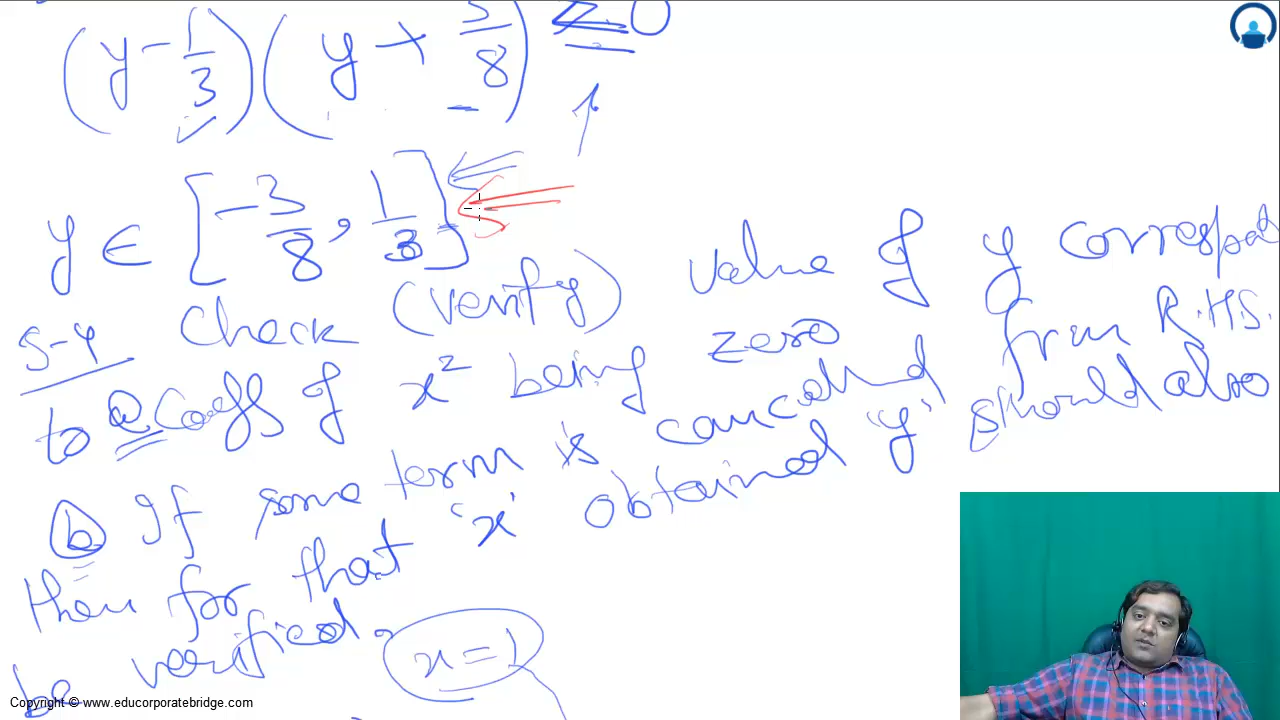 (y - 1/3) (y + 3/8) ≤ 0
y ∈ [-3/8, 1/3]
S-4 Check (verify) value of y correspo
to (a) Coeff of x² being zero
(b) If some term is cancelled from R.H.S.
then for that 'x' obtained 'y' should also
be verified.
x = 1
Copyright © www.educorporatebridge.com